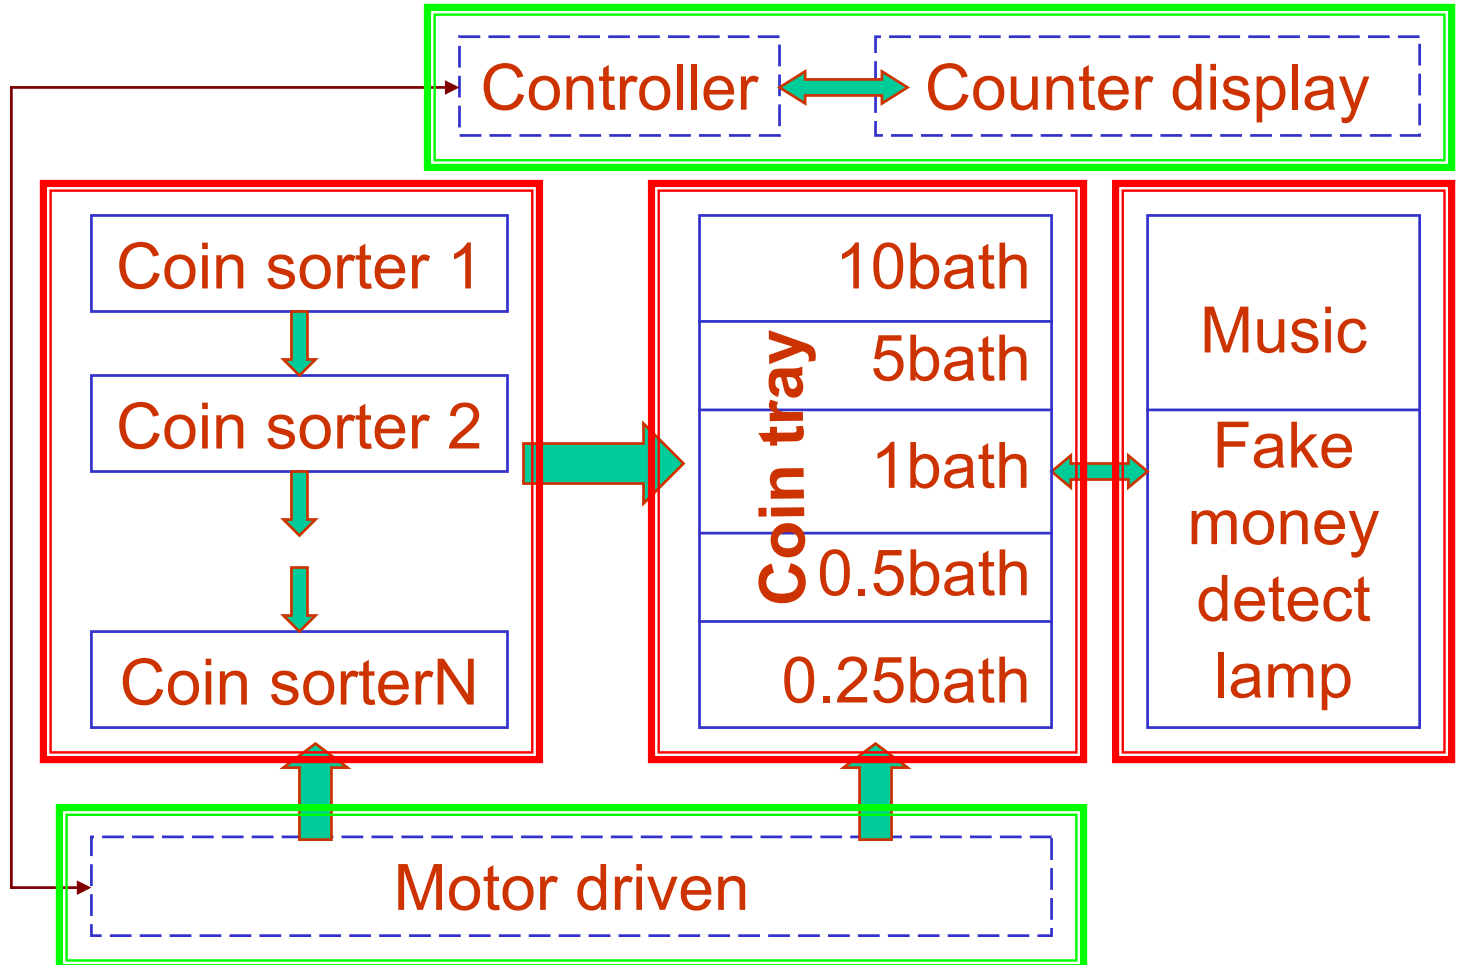 Controller
Counter display
Coin sorter 1
Coin sorter 2
Coin sorterN
Coin tray
10bath
5bath
1bath
0.5bath
0.25bath
Music
Fake
money
detect
lamp
Motor driven